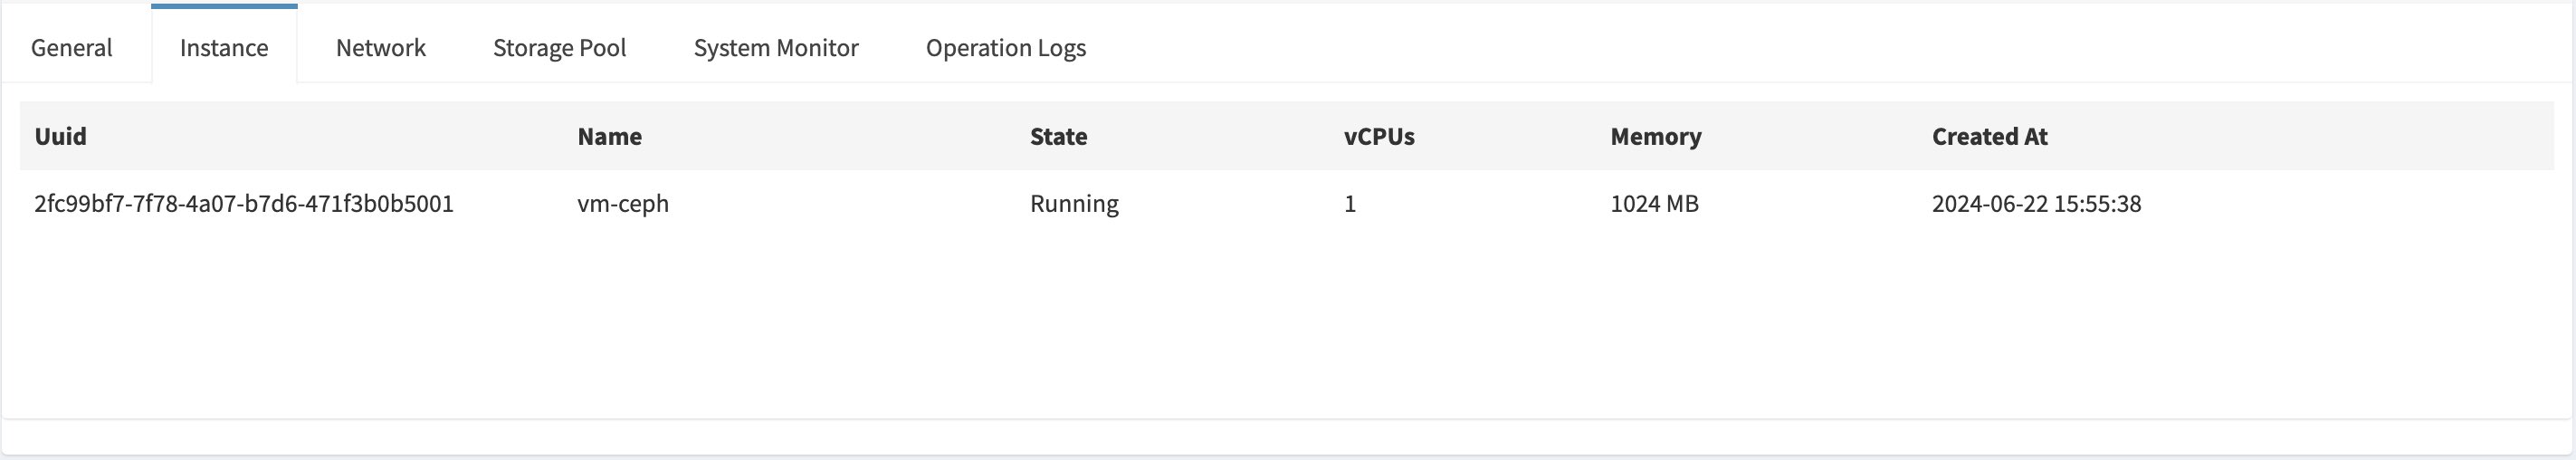 General Instance Network Storage Pool System Monitor Operation Logs
Uuid Name State vCPUs Memory Created At
2fc99bf7-7f78-4a07-b7d6-471f3b0b5001 vm-ceph Running 1 1024 MB 2024-06-22 15:55:38